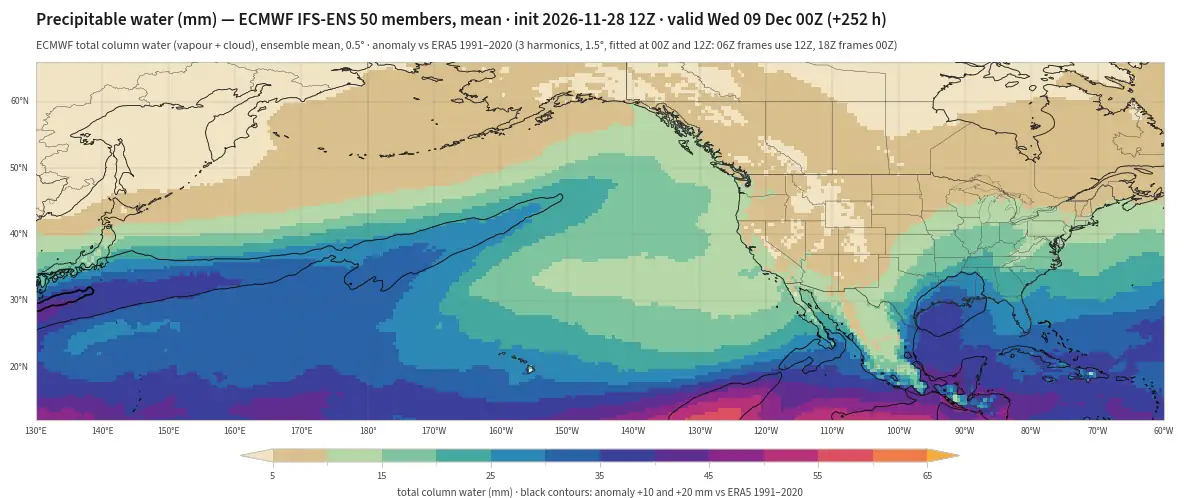 Precipitable water (mm) — ECMWF IFS-ENS 50 members, mean · init 2026-11-28 12Z · valid Wed 09 Dec 00Z (+252 h)
ECMWF total column water (vapour + cloud), ensemble mean, 0.5° · anomaly vs ERA5 1991–2020 (3 harmonics, 1.5°, fitted at 00Z and 12Z: 06Z frames use 12Z, 18Z frames 00Z)
60°N
50°N
40°N
30°N
20°N
130°E 140°E 150°E 160°E 170°E 180° 170°W 160°W 150°W 140°W 130°W 120°W 110°W 100°W 90°W 80°W 70°W 60°W
5 15 25 35 45 55 65
total column water (mm) · black contours: anomaly +10 and +20 mm vs ERA5 1991–2020